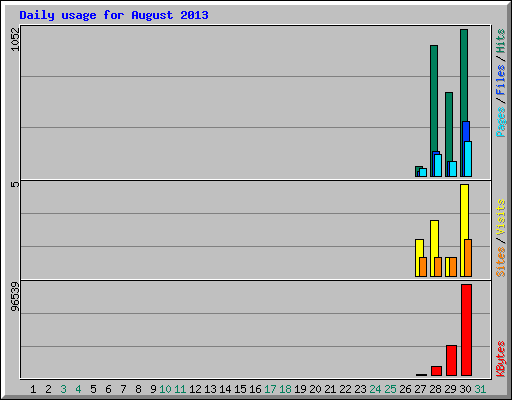 Daily usage for August 2013
1052
Pages / Files / Hits
5
Sites / Visits
96539
KBytes
1 2 3 4 5 6 7 8 9 10 11 12 13 14 15 16 17 18 19 20 21 22 23 24 25 26 27 28 29 30 31